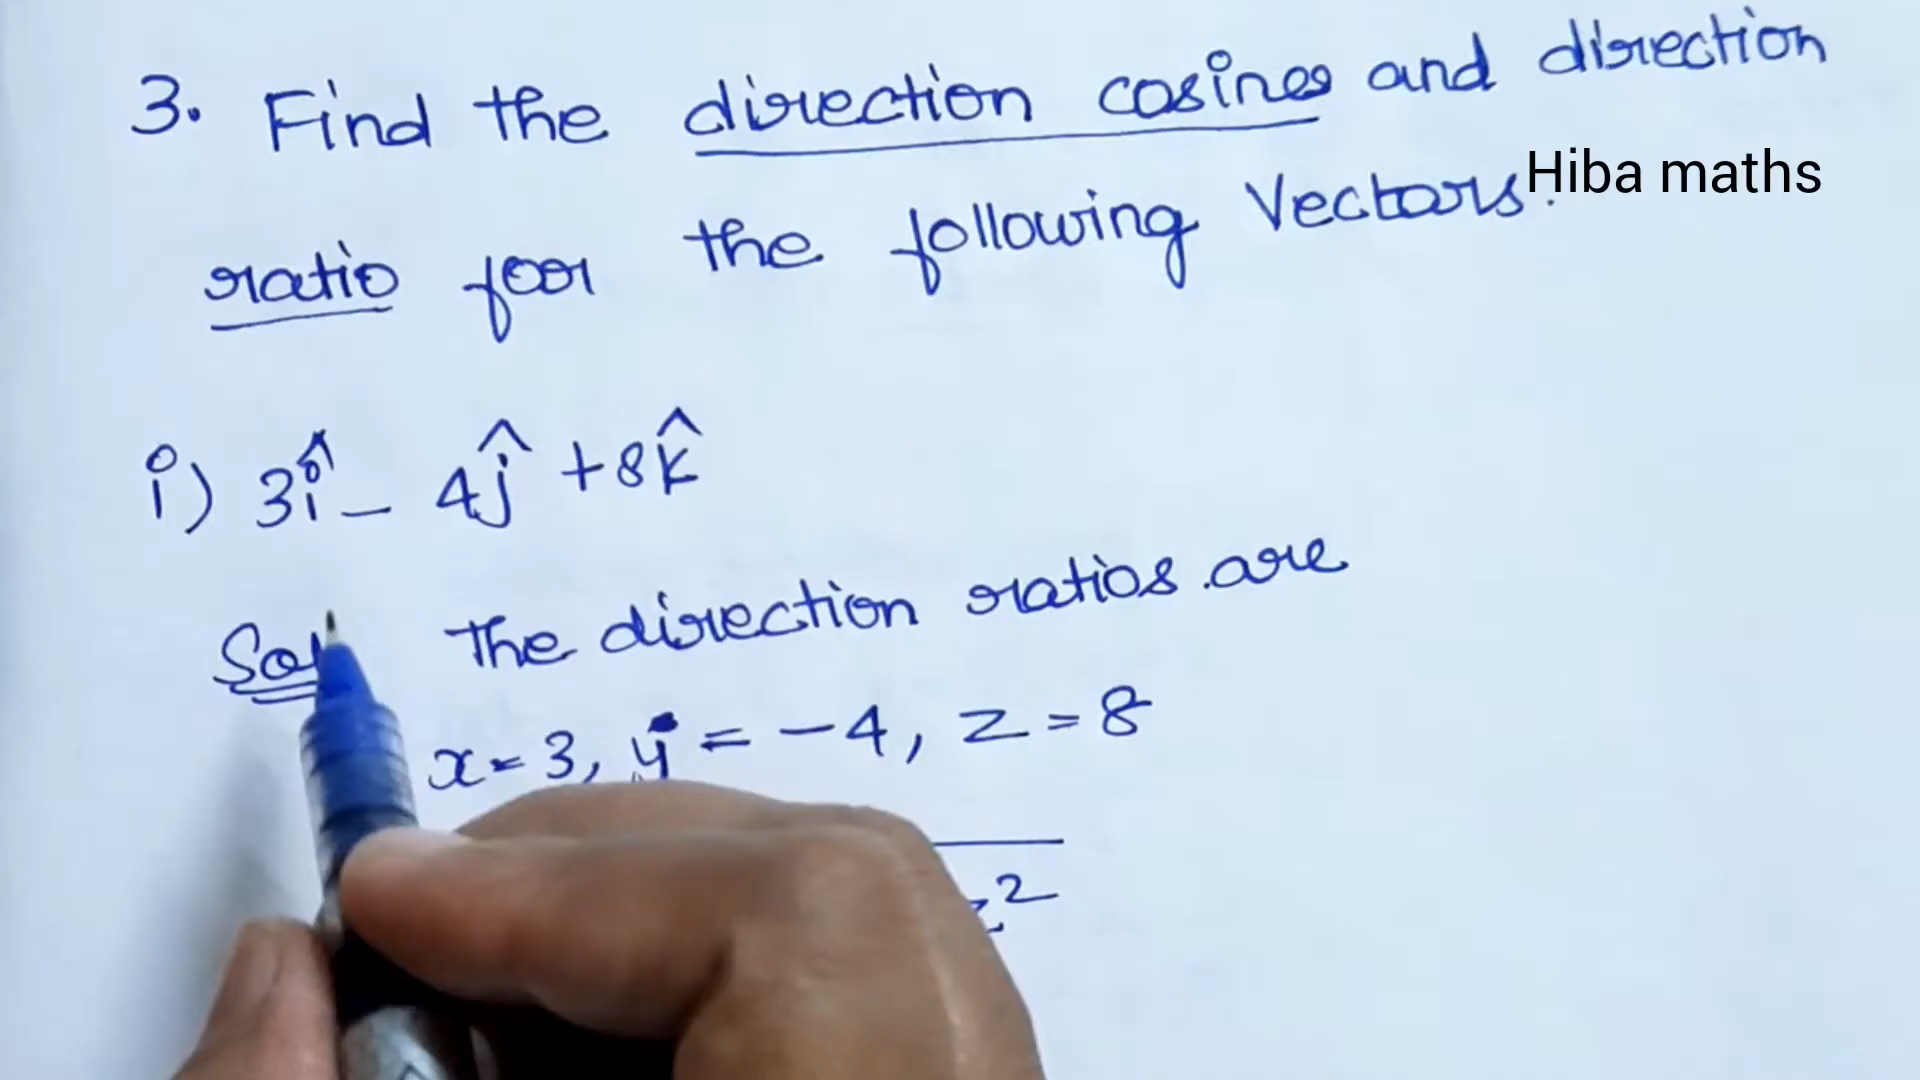 3. Find the direction cosines and direction
Hiba maths
ratio for the following Vectors.
i) 3î - 4ĵ + 8k̂
Sol The direction ratios are
x = 3, y = -4, z = 8
z²